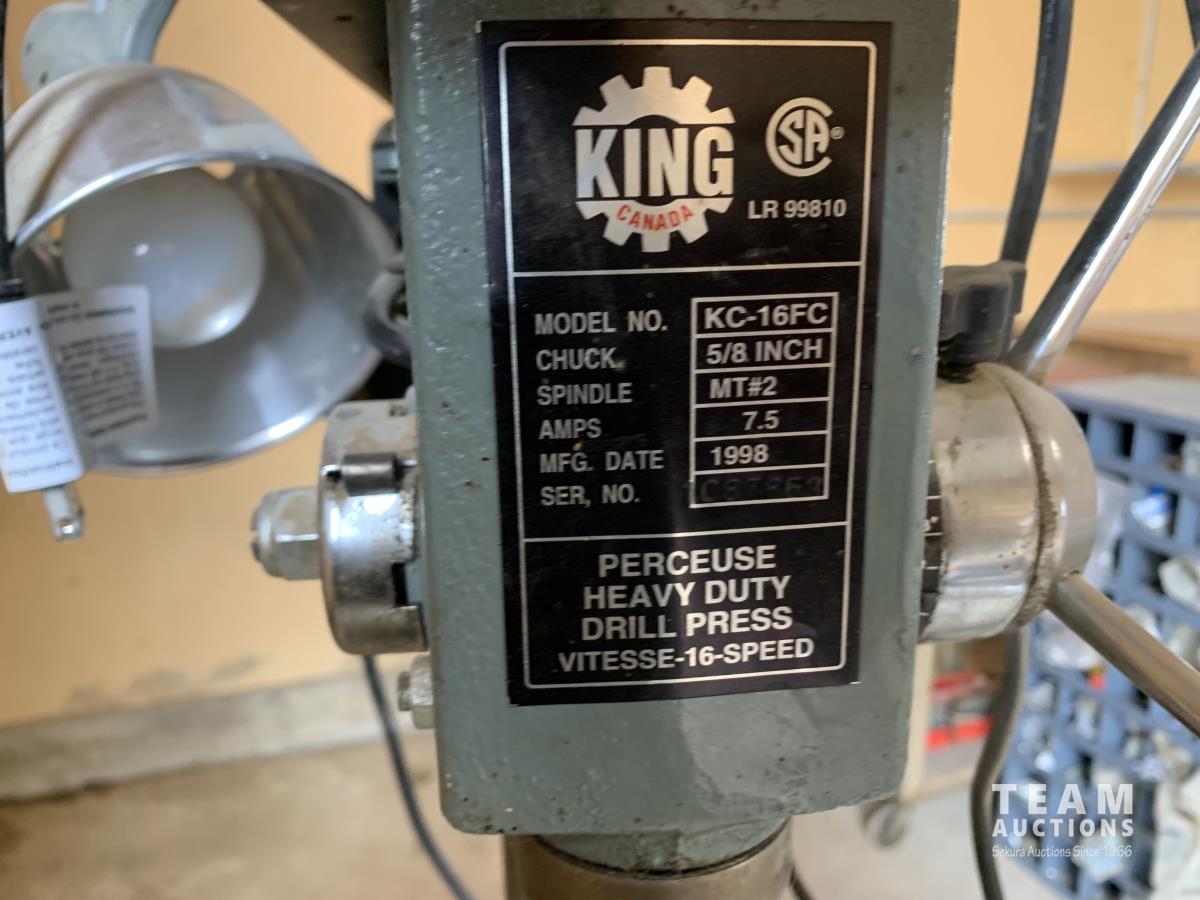 KING
CANADA
SA ®
LR 99810
MODEL NO. KC-16FC
CHUCK 5/8 INCH
SPINDLE MT#2
AMPS 7.5
MFG. DATE 1998
SER, NO.
PERCEUSE
HEAVY DUTY
DRILL PRESS
VITESSE-16-SPEED
TEAM
AUCTIONS
Sekura Auctions Since 1966